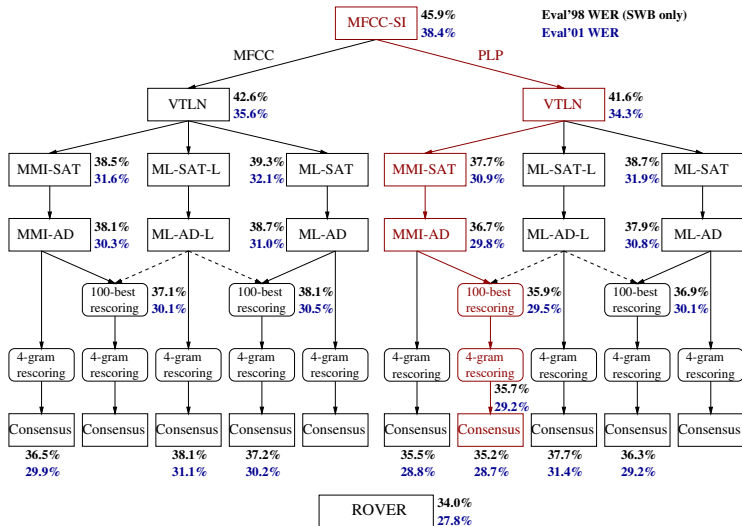 MFCC-SI
45.9%
38.4%
Eval'98 WER (SWB only)
Eval'01 WER
MFCC
PLP
VTLN
42.6%
35.6%
VTLN
41.6%
34.3%
MMI-SAT
38.5%
31.6%
ML-SAT-L
39.3%
32.1%
ML-SAT
MMI-SAT
37.7%
30.9%
ML-SAT-L
38.7%
31.9%
ML-SAT
MMI-AD
38.1%
30.3%
ML-AD-L
38.7%
31.0%
ML-AD
MMI-AD
36.7%
29.8%
ML-AD-L
37.9%
30.8%
ML-AD
100-best
rescoring
37.1%
30.1%
100-best
rescoring
38.1%
30.5%
100-best
rescoring
35.9%
29.5%
100-best
rescoring
36.9%
30.1%
4-gram
rescoring
4-gram
rescoring
4-gram
rescoring
4-gram
rescoring
4-gram
rescoring
4-gram
rescoring
4-gram
rescoring
4-gram
rescoring
4-gram
rescoring
4-gram
rescoring
35.7%
29.2%
Consensus
Consensus
Consensus
Consensus
Consensus
Consensus
Consensus
Consensus
Consensus
Consensus
36.5%
29.9%
38.1%
31.1%
37.2%
30.2%
35.5%
28.8%
35.2%
28.7%
37.7%
31.4%
36.3%
29.2%
ROVER
34.0%
27.8%